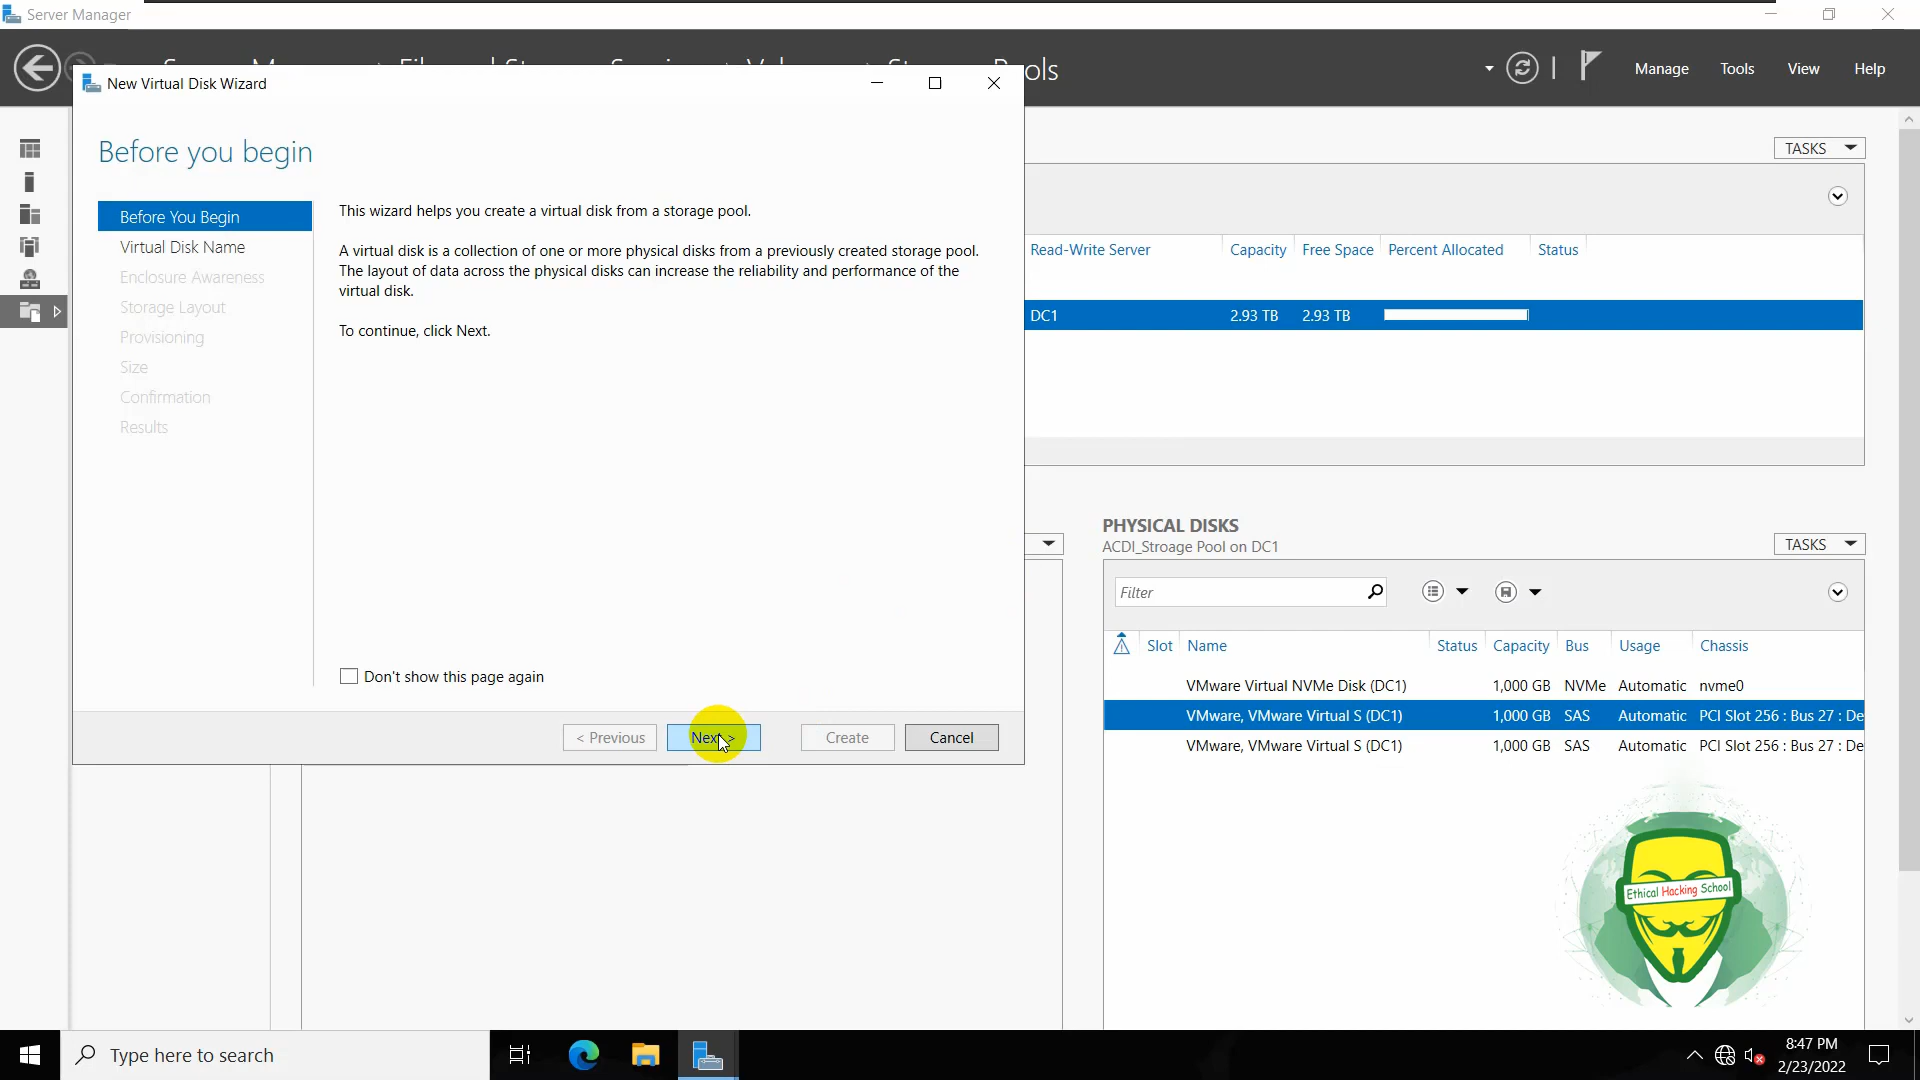 Server Manager
Manage
Tools
View
Help
New Virtual Disk Wizard
Before you begin
Before You Begin
Virtual Disk Name
Enclosure Awareness
Storage Layout
Provisioning
Size
Confirmation
Results
This wizard helps you create a virtual disk from a storage pool.
A virtual disk is a collection of one or more physical disks from a previously created storage pool.
The layout of data across the physical disks can increase the reliability and performance of the
virtual disk.
To continue, click Next.
Don't show this page again
< Previous
Next >
Create
Cancel
TASKS
Read-Write Server Capacity Free Space Percent Allocated Status
DC1 2.93 TB 2.93 TB
PHYSICAL DISKS
ACDI_Stroage Pool on DC1
TASKS
Filter
Slot Name Status Capacity Bus Usage Chassis
VMware Virtual NVMe Disk (DC1) 1,000 GB NVMe Automatic nvme0
VMware, VMware Virtual S (DC1) 1,000 GB SAS Automatic PCI Slot 256 : Bus 27 : De
VMware, VMware Virtual S (DC1) 1,000 GB SAS Automatic PCI Slot 256 : Bus 27 : De
Ethical Hacking School
Type here to search
8:47 PM
2/23/2022